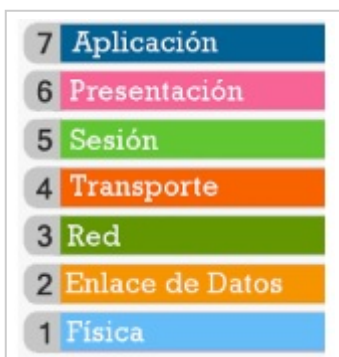 7 Aplicación
6 Presentación
5 Sesión
4 Transporte
3 Red
2 Enlace de Datos
1 Física